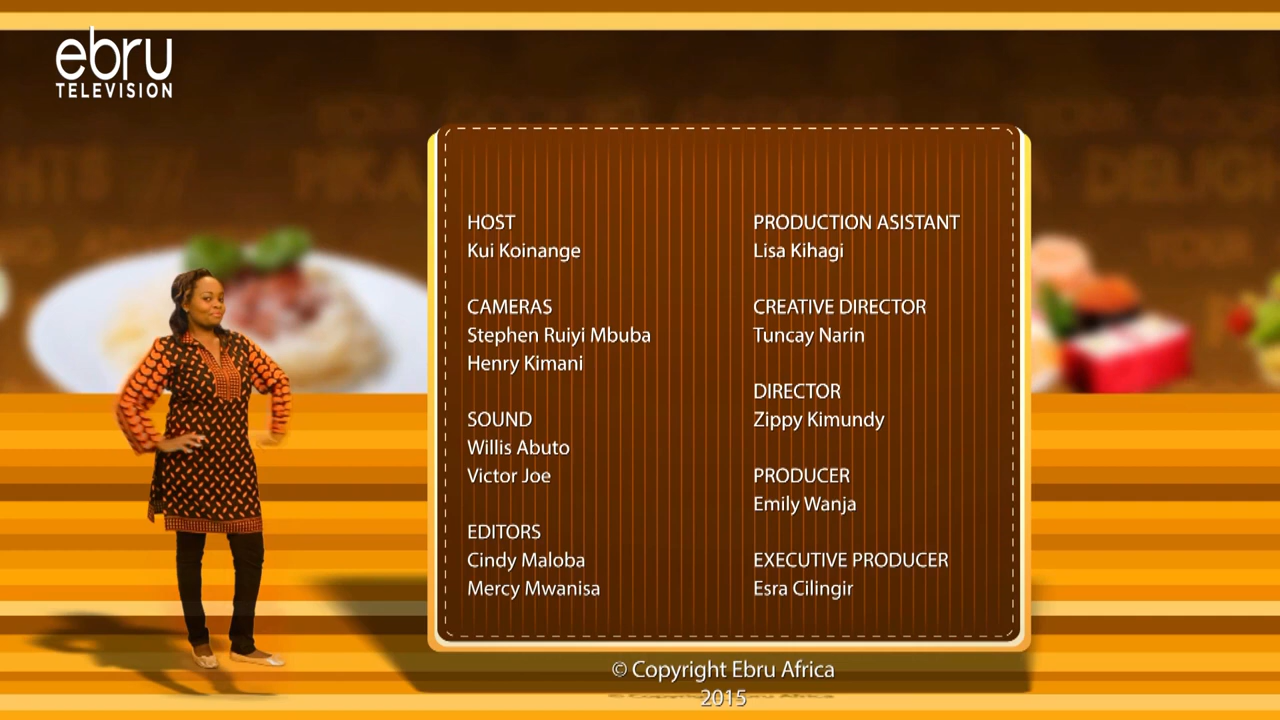 ebru
TELEVISION
HOST
Kui Koinange
CAMERAS
Stephen Ruiyi Mbuba
Henry Kimani
SOUND
Willis Abuto
Victor Joe
EDITORS
Cindy Maloba
Mercy Mwanisa
PRODUCTION ASISTANT
Lisa Kihagi
CREATIVE DIRECTOR
Tuncay Narin
DIRECTOR
Zippy Kimundy
PRODUCER
Emily Wanja
EXECUTIVE PRODUCER
Esra Cilingir
© Copyright Ebru Africa
2015